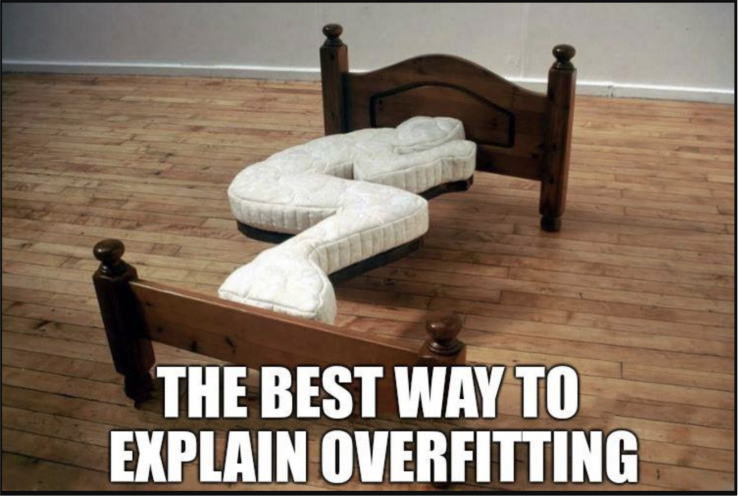 THE BEST WAY TO
EXPLAIN OVERFITTING